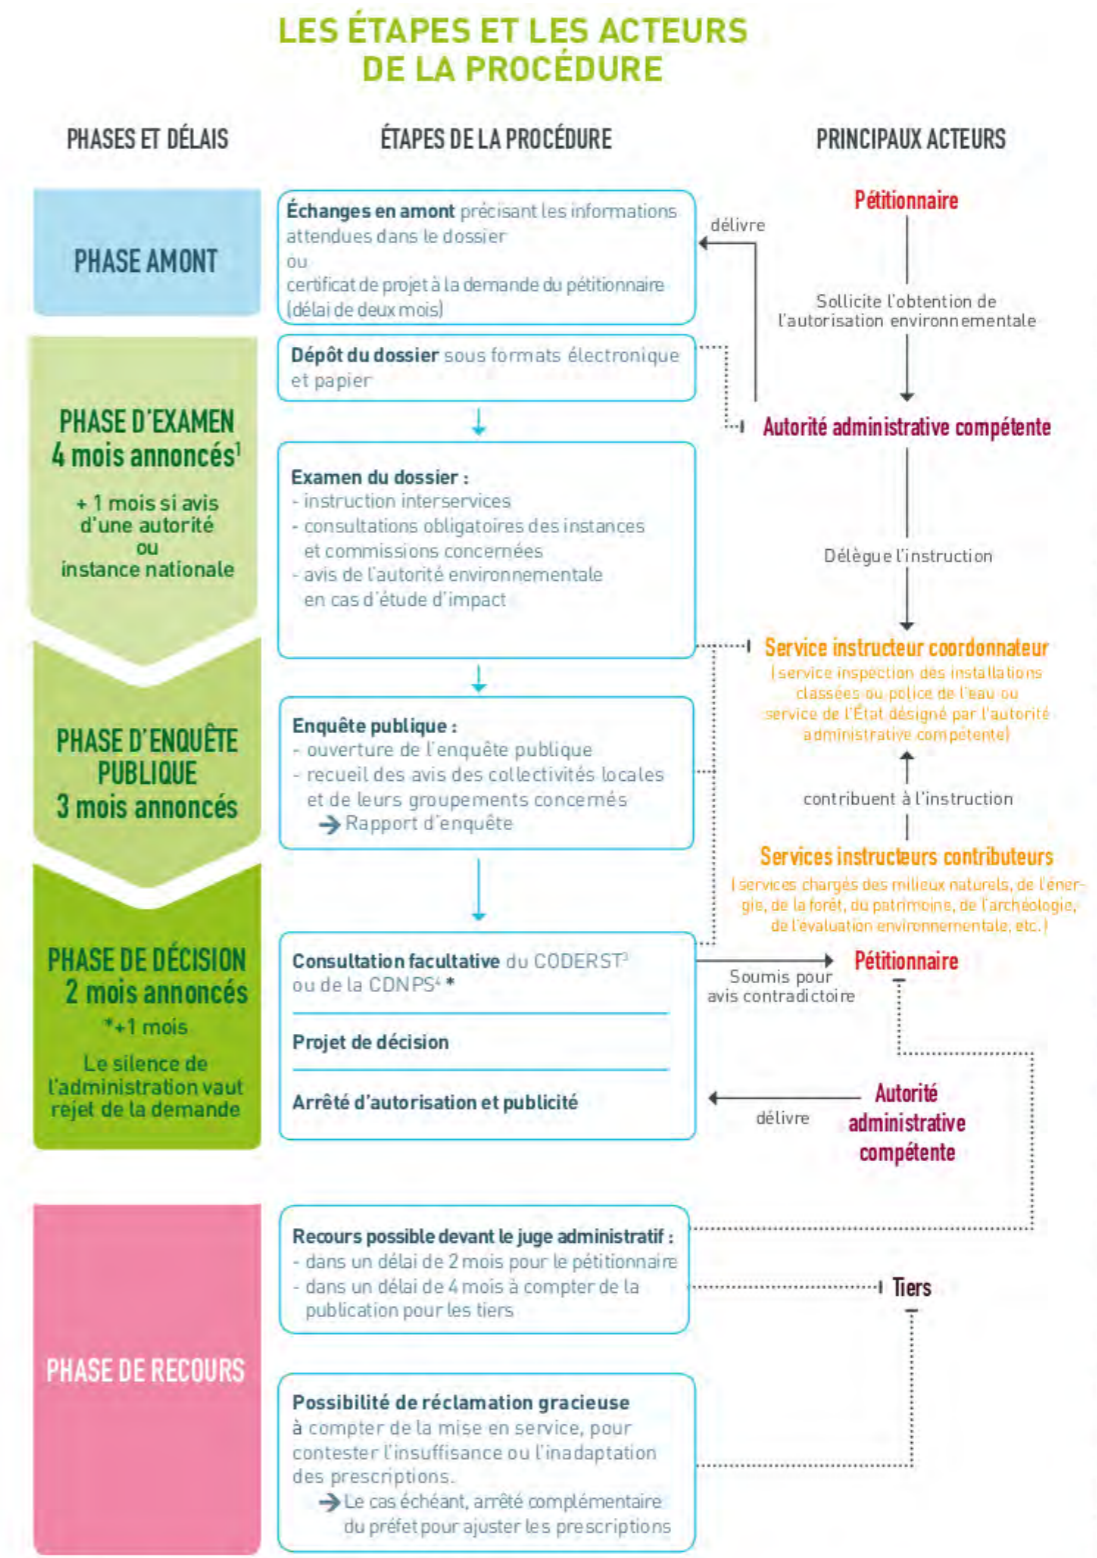 LES ÉTAPES ET LES ACTEURS
DE LA PROCÉDURE
PHASES ET DÉLAIS
ÉTAPES DE LA PROCÉDURE
PRINCIPAUX ACTEURS
PHASE AMONT
Échanges en amont précisant les informations
attendues dans le dossier
ou
certificat de projet à la demande du pétitionnaire
(délai de deux mois)
délivre
Pétitionnaire
Sollicite l'obtention de
l'autorisation environnementale
PHASE D'EXAMEN
4 mois annoncés¹
+ 1 mois si avis
d'une autorité
ou
instance nationale
Dépôt du dossier sous formats électronique
et papier
Autorité administrative compétente
Examen du dossier :
- instruction interservices
- consultations obligatoires des instances
et commissions concernées
- avis de l'autorité environnementale
en cas d'étude d'impact
Délègue l'instruction
Service instructeur coordonnateur
(service inspection des installations
classées ou police de l'eau ou
service de l'État désigné par l'autorité
administrative compétente)
PHASE D'ENQUÊTE
PUBLIQUE
3 mois annoncés
Enquête publique :
- ouverture de l'enquête publique
- recueil des avis des collectivités locales
et de leurs groupements concernés
→ Rapport d'enquête
contribuent à l'instruction
Services instructeurs contributeurs
(services chargés des milieux naturels, de l'éner-
gie, de la forêt, du patrimoine, de l'archéologie,
de l'évaluation environnementale, etc.)
PHASE DE DÉCISION
2 mois annoncés
*+1 mois
Le silence de
l'administration vaut
rejet de la demande
Consultation facultative du CODERST³
ou de la CDNPS⁴ *
Projet de décision
Arrêté d'autorisation et publicité
Soumis pour
avis contradictoire
Pétitionnaire
délivre
Autorité
administrative
compétente
PHASE DE RECOURS
Recours possible devant le juge administratif :
- dans un délai de 2 mois pour le pétitionnaire
- dans un délai de 4 mois à compter de la
publication pour les tiers
Tiers
Possibilité de réclamation gracieuse
à compter de la mise en service, pour
contester l'insuffisance ou l'inadaptation
des prescriptions.
→ Le cas échéant, arrêté complémentaire
du préfet pour ajuster les prescriptions